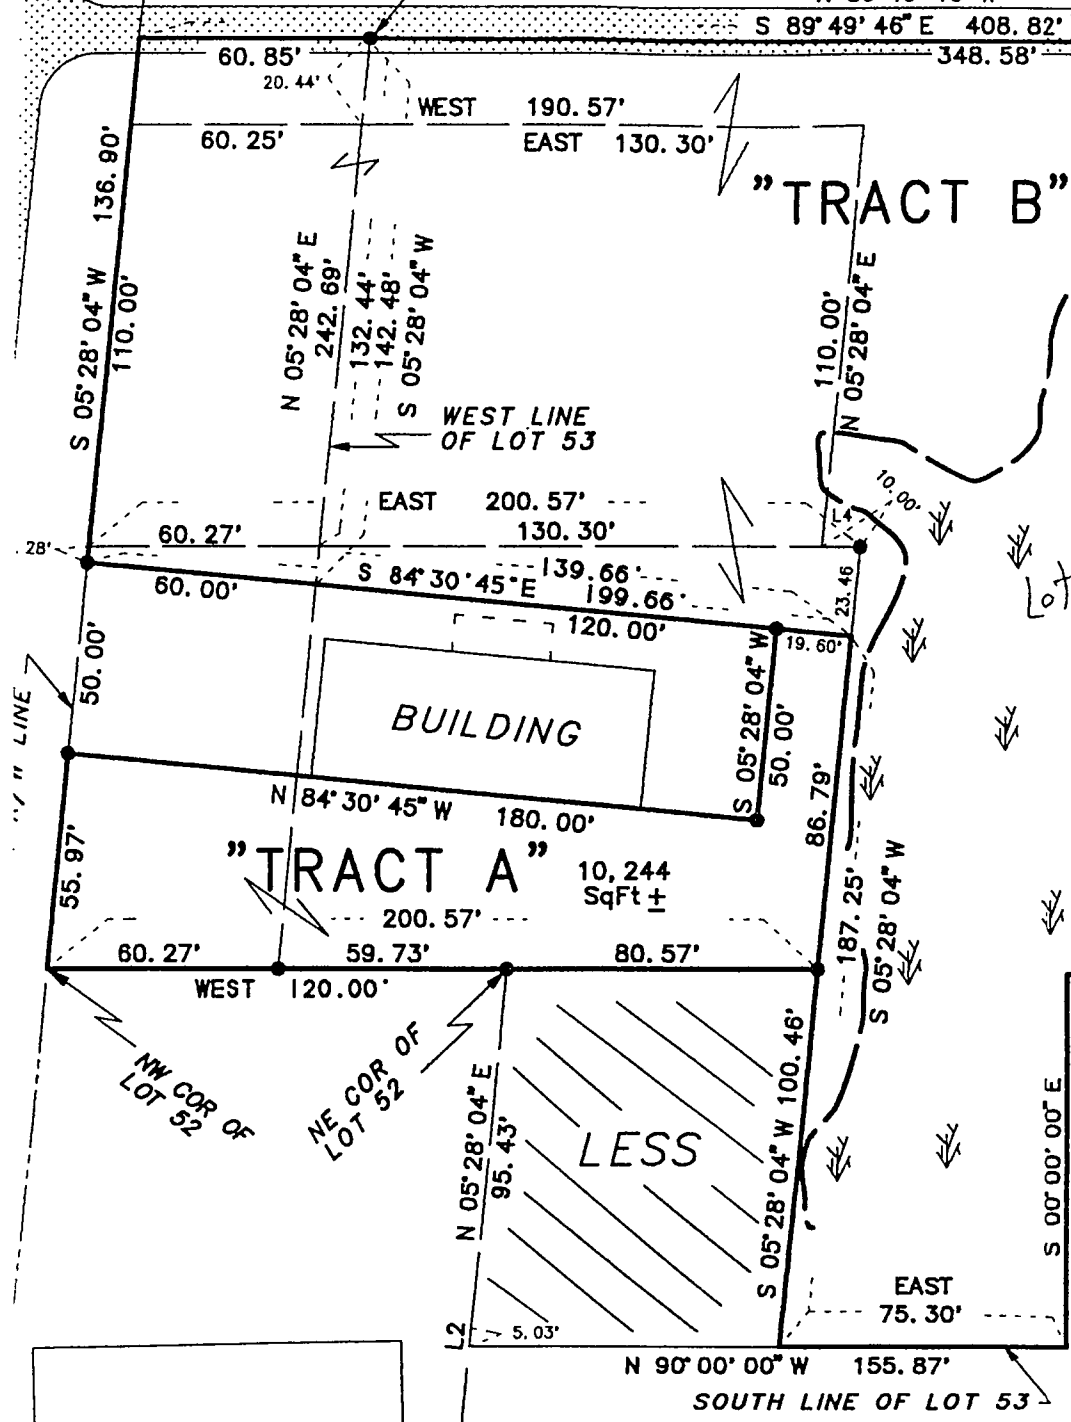 S 89°49'46" E 408.82'
60.85'
348.58'
20.44'
WEST 190.57'
60.25'
EAST 130.30'
136.90'
"TRACT B"
S 05°28'04" W
110.00'
N 05°28'04" E
242.69'
132.44'
142.48'
S 05°28'04" W
110.00'
N 05°28'04" E
WEST LINE
OF LOT 53
EAST 200.57'
10.00'
L4
60.27'
130.30'
28'
139.66'
S 84°30'45" E
199.66'
60.00'
120.00'
23.46
19.60'
Lot
50.00'
LINE
BUILDING
S 05°28'04" W
50.00'
N 84°30'45" W
180.00'
86.79'
55.97'
"TRACT A"
10,244
SqFt ±
200.57'
187.25'
S 05°28'04" W
60.27'
59.73'
80.57'
WEST 120.00'
NW COR OF
LOT 52
NE COR OF
LOT 52
N 05°28'04" E
95.43'
LESS
S 05°28'04" W 100.46'
S 00°00'00" E
EAST
75.30'
L2
5.03'
N 90°00'00" W 155.87'
SOUTH LINE OF LOT 53